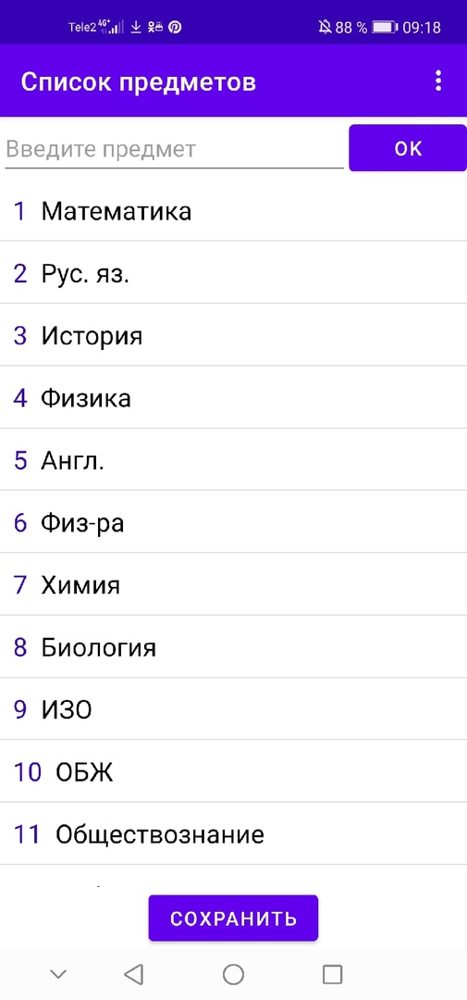 Tele2 4G+ 88 % 09:18
Список предметов
Введите предмет OK
1 Математика
2 Рус. яз.
3 История
4 Физика
5 Англ.
6 Физ-ра
7 Химия
8 Биология
9 ИЗО
10 ОБЖ
11 Обществознание
СОХРАНИТЬ